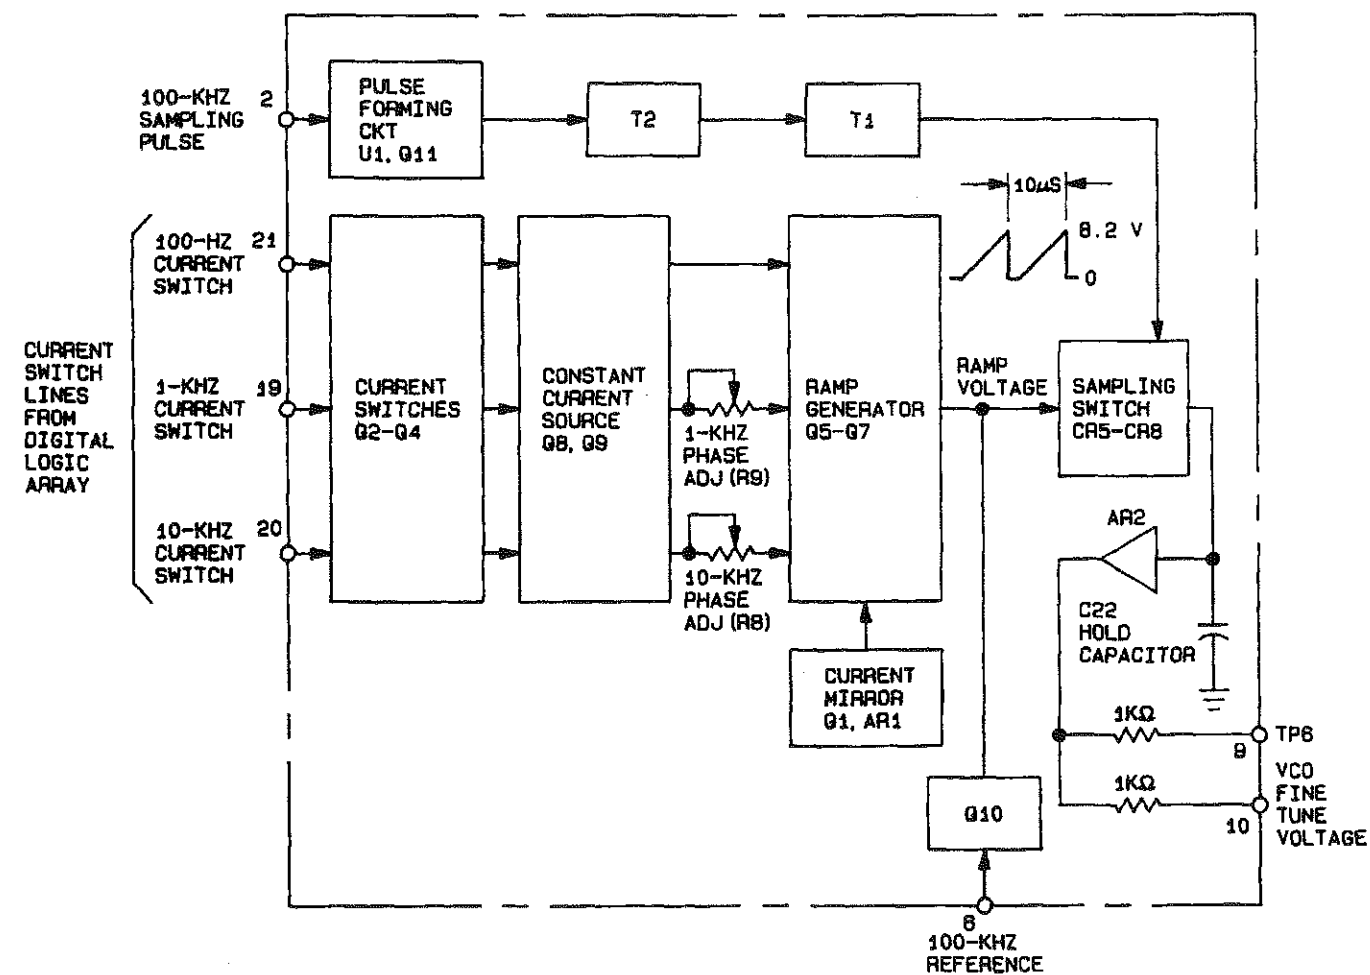 100-KHZ
SAMPLING
PULSE
2
PULSE
FORMING
CKT
U1, Q11
T2
T1
10µS
8.2 V
0
CURRENT
SWITCH
LINES
FROM
DIGITAL
LOGIC
ARRAY
100-HZ
CURRENT
SWITCH
21
1-KHZ
CURRENT
SWITCH
19
10-KHZ
CURRENT
SWITCH
20
CURRENT
SWITCHES
Q2-Q4
CONSTANT
CURRENT
SOURCE
Q8, Q9
1-KHZ
PHASE
ADJ (R9)
10-KHZ
PHASE
ADJ (R8)
RAMP
GENERATOR
Q5-Q7
CURRENT
MIRROR
Q1, AR1
RAMP
VOLTAGE
SAMPLING
SWITCH
CR5-CR8
AR2
C22
HOLD
CAPACITOR
1KΩ
9
TP6
1KΩ
10
VCO
FINE
TUNE
VOLTAGE
Q10
6
100-KHZ
REFERENCE